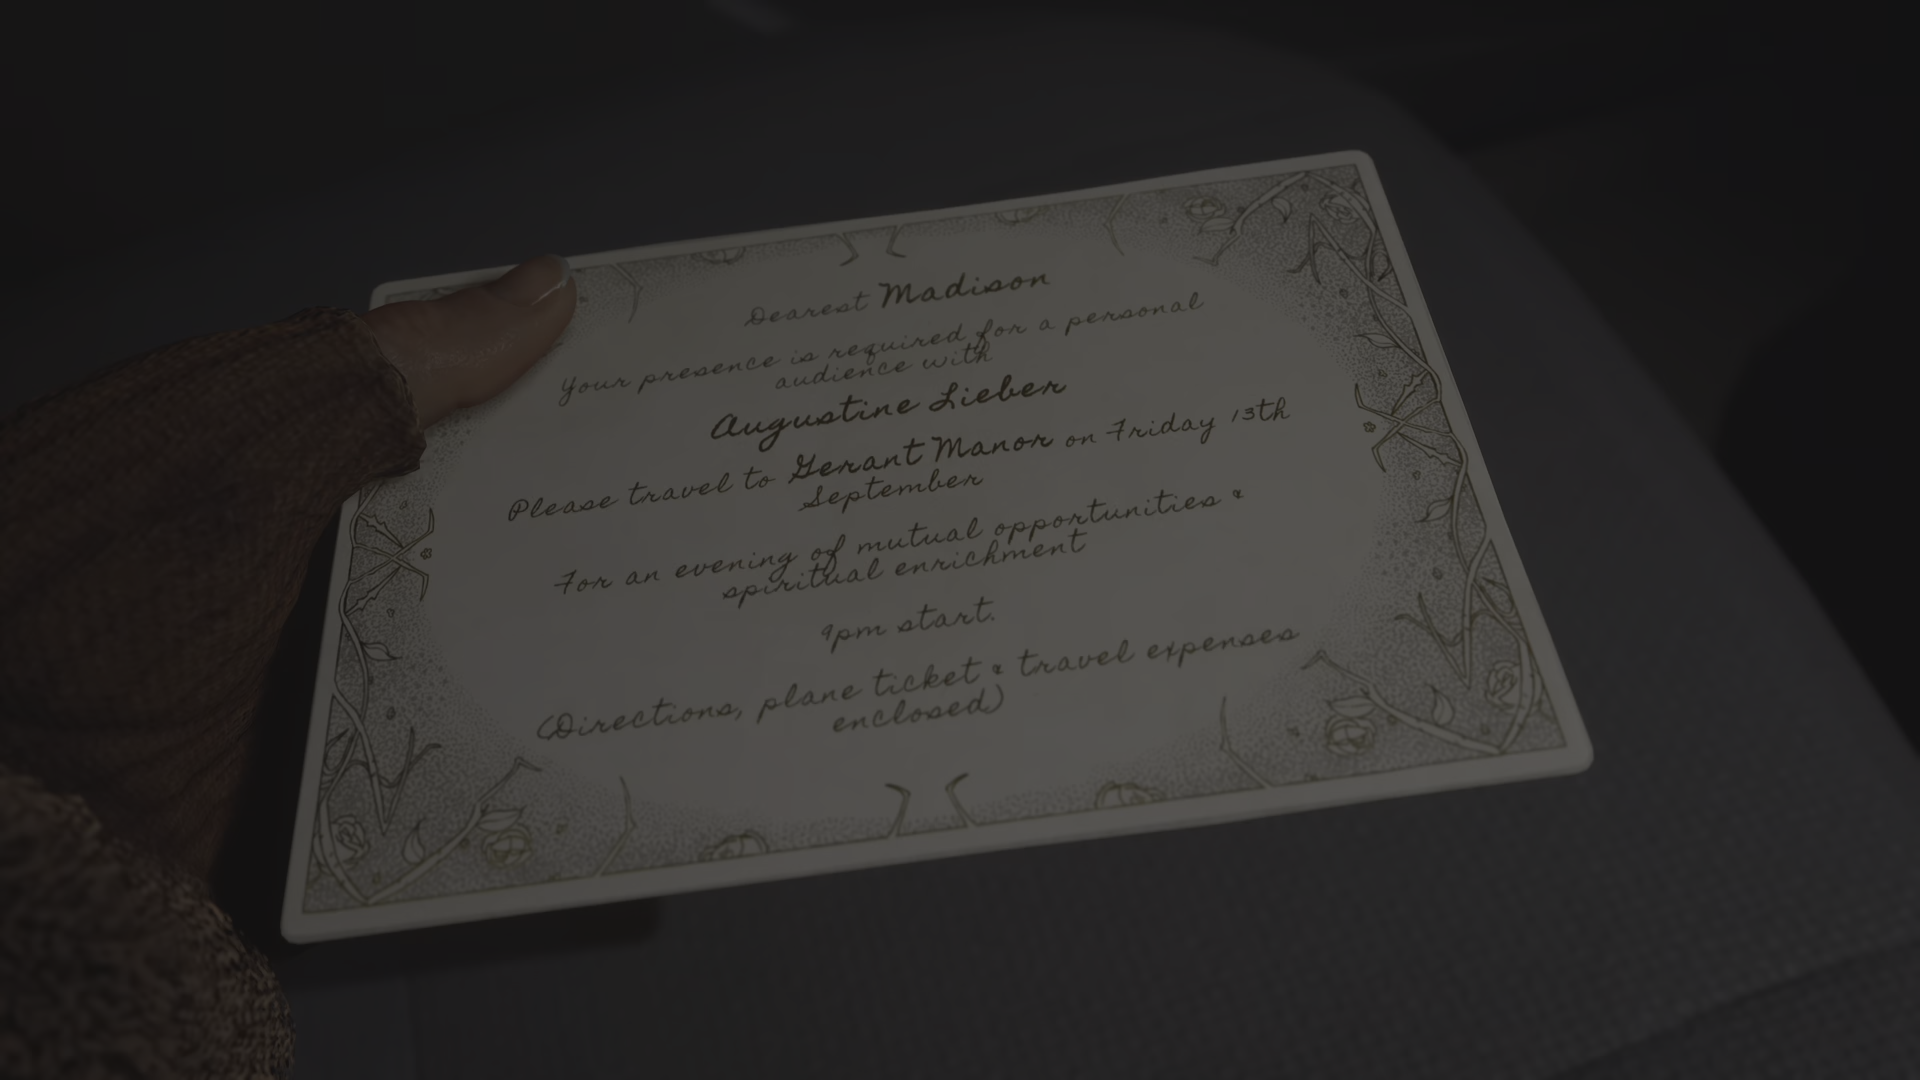 Dearest Madison
Your presence is required for a personal
audience with
Augustine Lieber
Please travel to Gerant Manor on Friday 13th
September
For an evening of mutual opportunities &
spiritual enrichment
9pm start.
(Directions, plane ticket & travel expenses
enclosed)